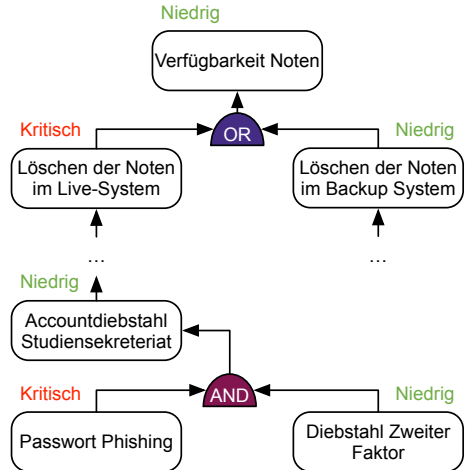 Niedrig
Verfügbarkeit Noten
OR
Kritisch
Niedrig
Löschen der Noten
im Live-System
Löschen der Noten
im Backup System
...
...
Niedrig
Accountdiebstahl
Studiensekreteriat
AND
Kritisch
Niedrig
Passwort Phishing
Diebstahl Zweiter
Faktor